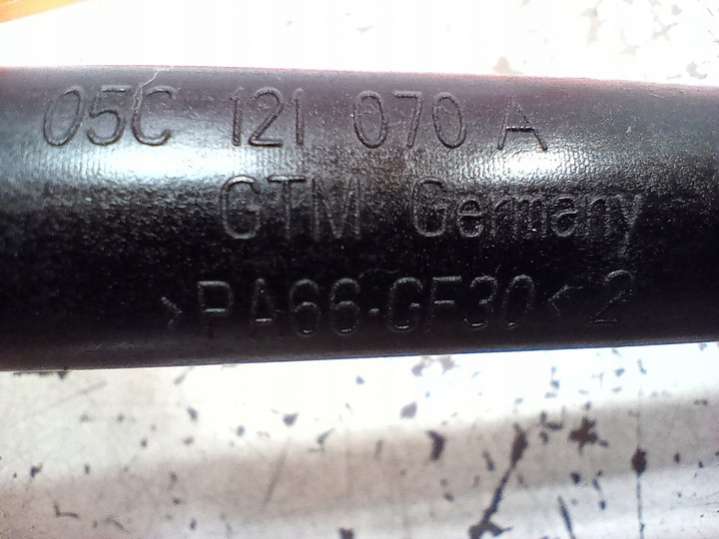 05C 121 070 A
GTM Germany
>PA66-GF30< 2